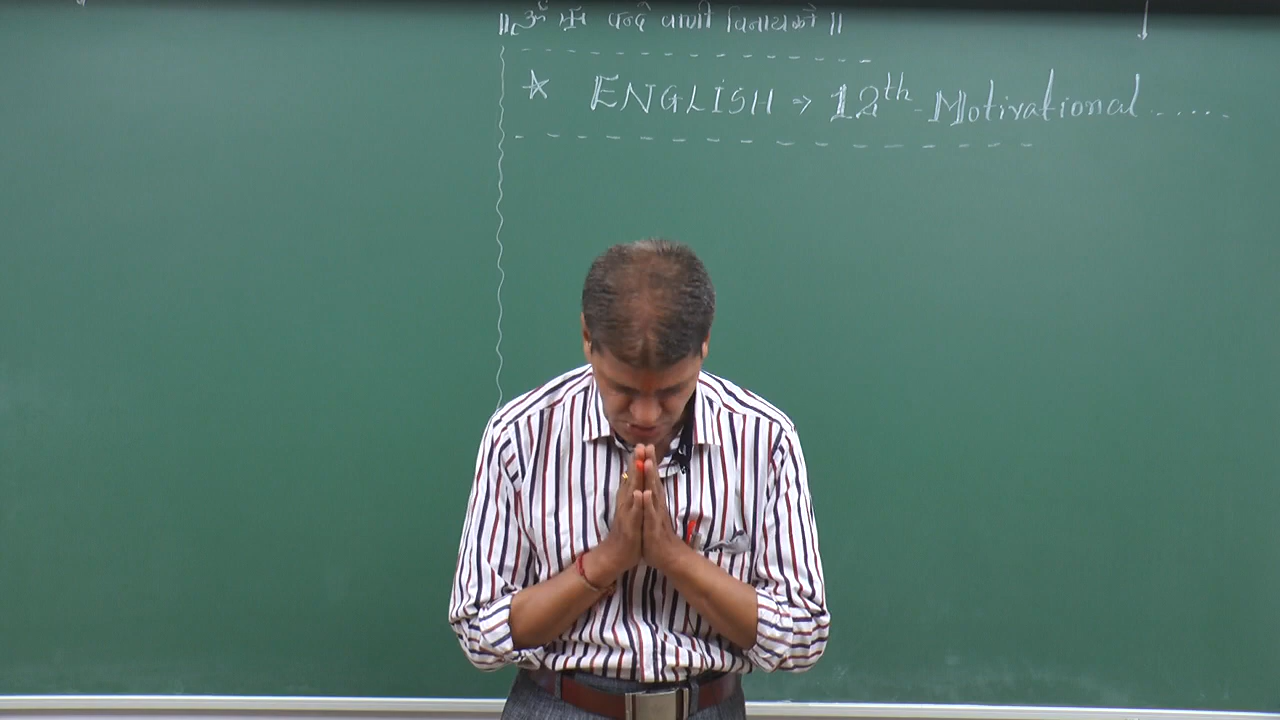 ॥ ॐ वन्दे वाणी विनायकौ ॥
* ENGLISH → 12th Motivational......